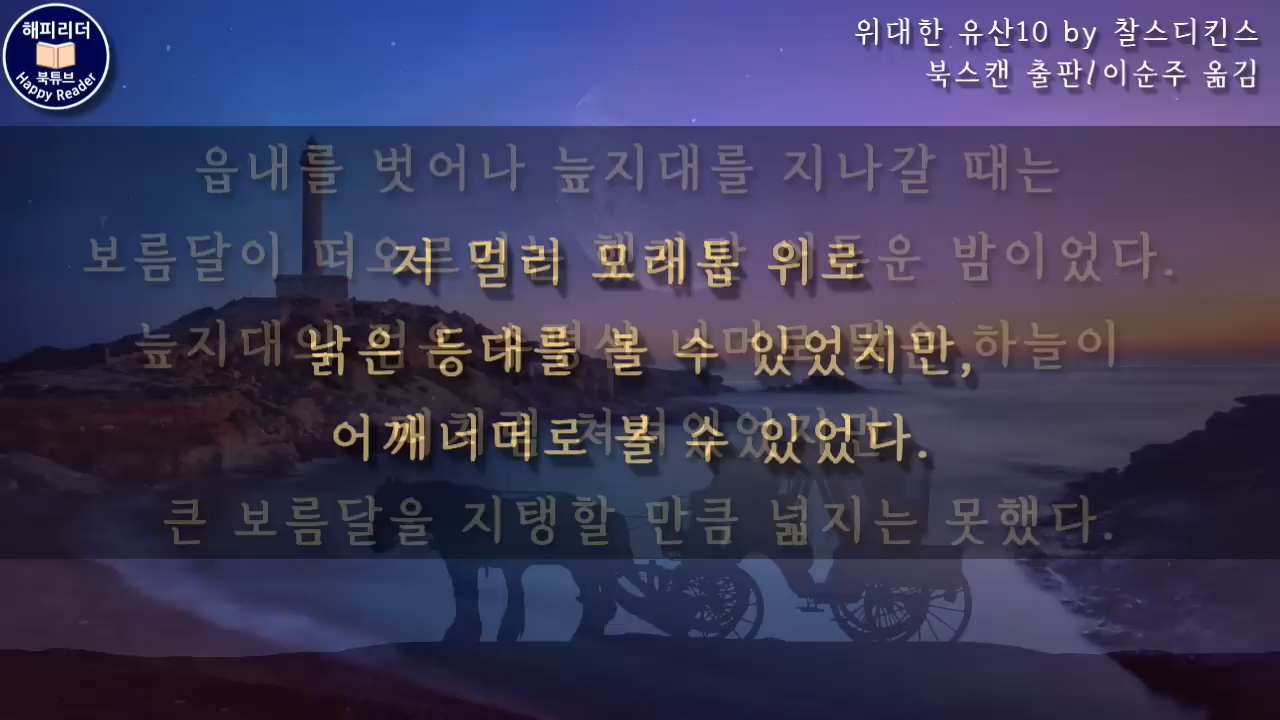 해피리더
북튜브
Happy Reader
위대한 유산10 by 찰스디킨스
북스캔 출판/이순주 옮김
읍내를 벗어나 늪지대를 지나갈 때는
보름달이 떠오르 밤이었다.
저 멀리 모래톱 위로
늪지대의 하늘이
낡은 등대를 볼 수 있었지만,
어깨너머로 볼 수 있었다.
큰 보름달을 지탱할 만큼 넓지는 못했다.